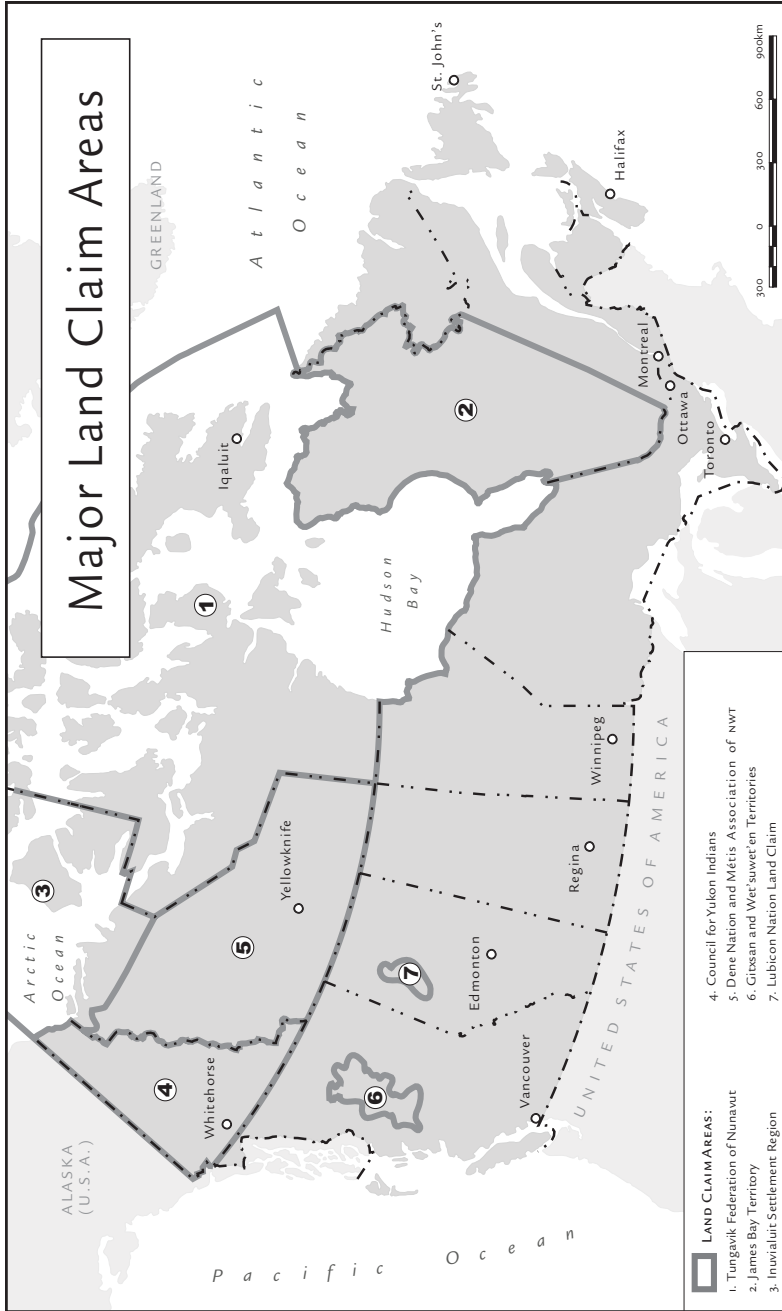 Major Land Claim Areas
ALASKA
(U.S.A.)
Arctic
Ocean
GREENLAND
Atlantic
Ocean
Pacific Ocean
Hudson
Bay
UNITED STATES OF AMERICA
Whitehorse
Yellowknife
Iqaluit
St. John's
Halifax
Montreal
Ottawa
Toronto
Winnipeg
Regina
Edmonton
Vancouver
1
2
3
4
5
6
7
LAND CLAIM AREAS:
1. Tungavik Federation of Nunavut
2. James Bay Territory
3. Inuvialuit Settlement Region
4. Council for Yukon Indians
5. Dene Nation and Métis Association of NWT
6. Gitxsan and Wet'suwet'en Territories
7. Lubicon Nation Land Claim
300 0 300 600 900km